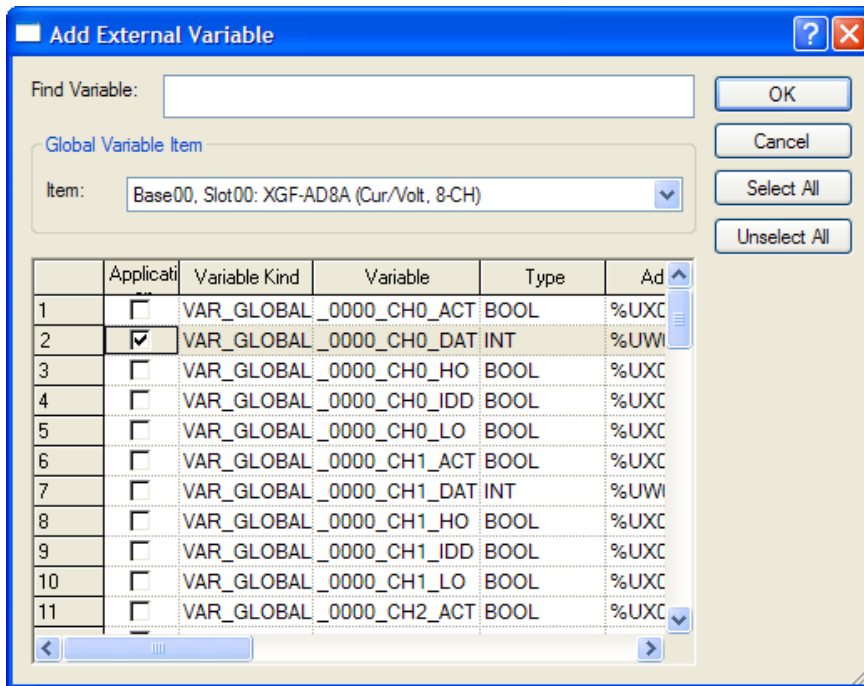 Add External Variable
Find Variable:
OK
Cancel
Select All
Unselect All
Global Variable Item
Item: Base00, Slot00: XGF-AD8A (Cur/Volt, 8-CH)
Applicati Variable Kind Variable Type Ad
1 VAR_GLOBAL _0000_CH0_ACT BOOL %UX0
2 VAR_GLOBAL _0000_CH0_DAT INT %UW
3 VAR_GLOBAL _0000_CH0_HO BOOL %UX0
4 VAR_GLOBAL _0000_CH0_IDD BOOL %UX0
5 VAR_GLOBAL _0000_CH0_LO BOOL %UX0
6 VAR_GLOBAL _0000_CH1_ACT BOOL %UX0
7 VAR_GLOBAL _0000_CH1_DAT INT %UW
8 VAR_GLOBAL _0000_CH1_HO BOOL %UX0
9 VAR_GLOBAL _0000_CH1_IDD BOOL %UX0
10 VAR_GLOBAL _0000_CH1_LO BOOL %UX0
11 VAR_GLOBAL _0000_CH2_ACT BOOL %UX0